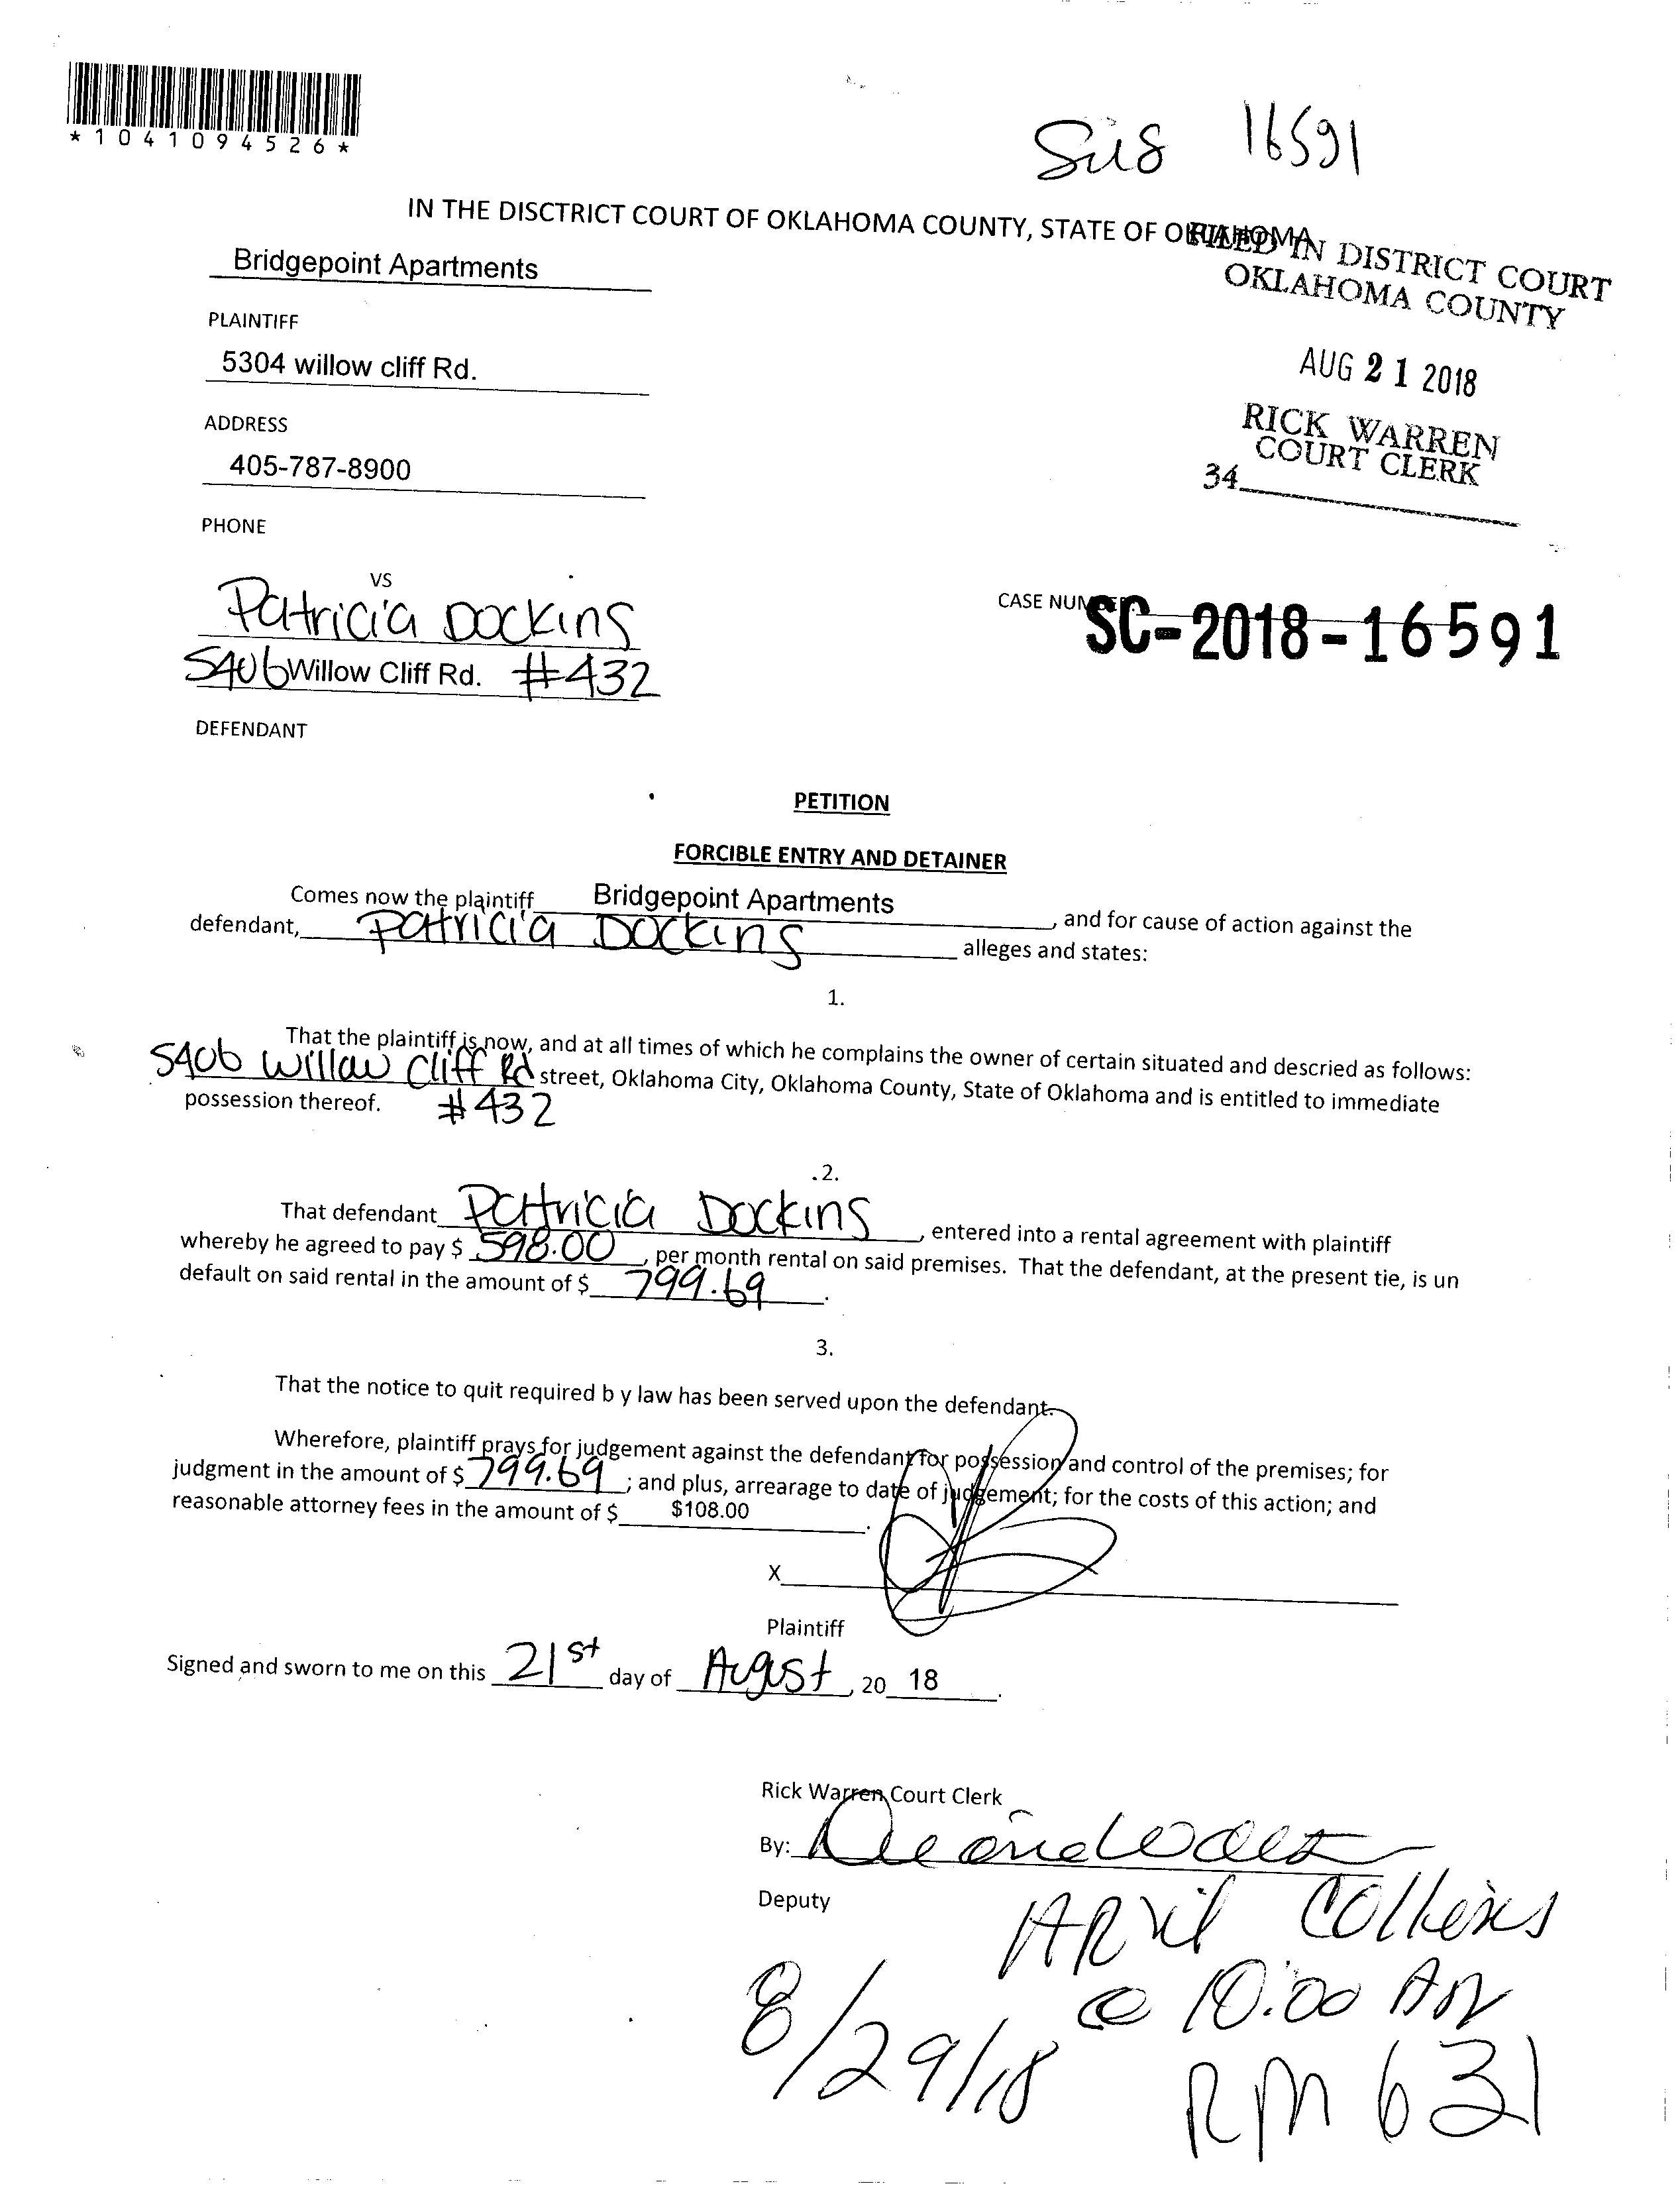 *1041094526*
Sus 16591
IN THE DISCTRICT COURT OF OKLAHOMA COUNTY, STATE OF OKLAHOMA
FILED IN DISTRICT COURT
OKLAHOMA COUNTY
Bridgepoint Apartments
PLAINTIFF
5304 willow cliff Rd.
AUG 21 2018
RICK WARREN
COURT CLERK
34
ADDRESS
405-787-8900
PHONE
VS
Patricia Dockins
CASE NUMBER:
SC-2018-16591
5406 Willow Cliff Rd. #432
DEFENDANT
PETITION
FORCIBLE ENTRY AND DETAINER
Comes now the plaintiff Bridgepoint Apartments, and for cause of action against the
defendant, Patricia Dockins alleges and states:
1.
That the plaintiff is now, and at all times of which he complains the owner of certain situated and descried as follows:
5406 Willow Cliff Rd street, Oklahoma City, Oklahoma County, State of Oklahoma and is entitled to immediate
possession thereof. #432
.2.
That defendant Patricia Dockins, entered into a rental agreement with plaintiff
whereby he agreed to pay $ 598.00, per month rental on said premises. That the defendant, at the present tie, is un
default on said rental in the amount of $ 799.69.
3.
That the notice to quit required b y law has been served upon the defendant.
Wherefore, plaintiff prays for judgement against the defendant for possession and control of the premises; for
judgment in the amount of $ 799.69; and plus, arrearage to date of judgement; for the costs of this action; and
reasonable attorney fees in the amount of $ $108.00.
X
Plaintiff
Signed and sworn to me on this 21st day of Augst, 20 18.
Rick Warren Court Clerk
By:
Deputy
April Collins
8/29/18 @ 10:00 AM
RM 631